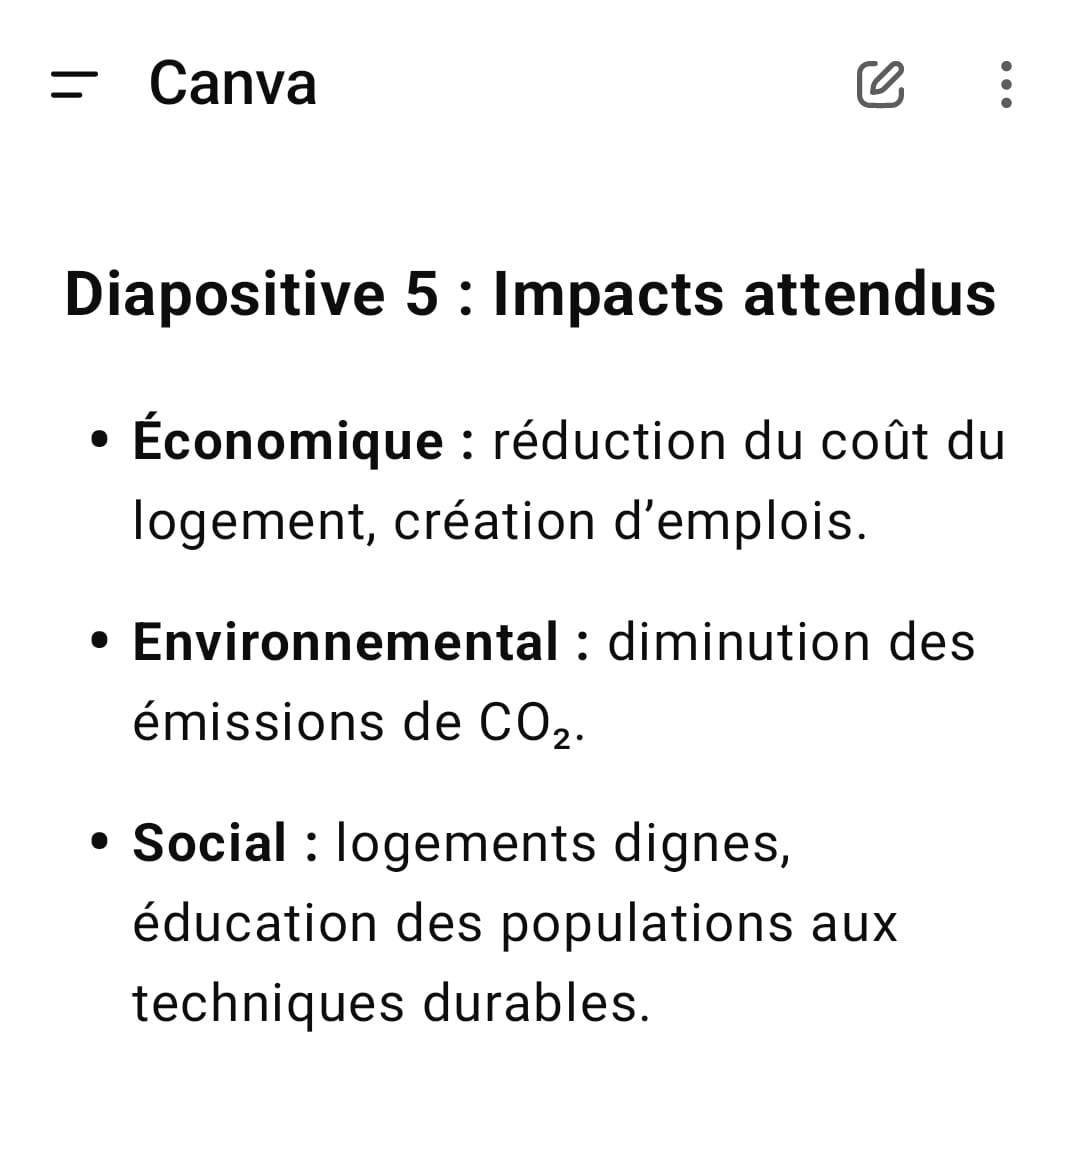 Canva
Diapositive 5 : Impacts attendus
• Économique : réduction du coût du
logement, création d’emplois.
• Environnemental : diminution des
émissions de CO₂.
• Social : logements dignes,
éducation des populations aux
techniques durables.